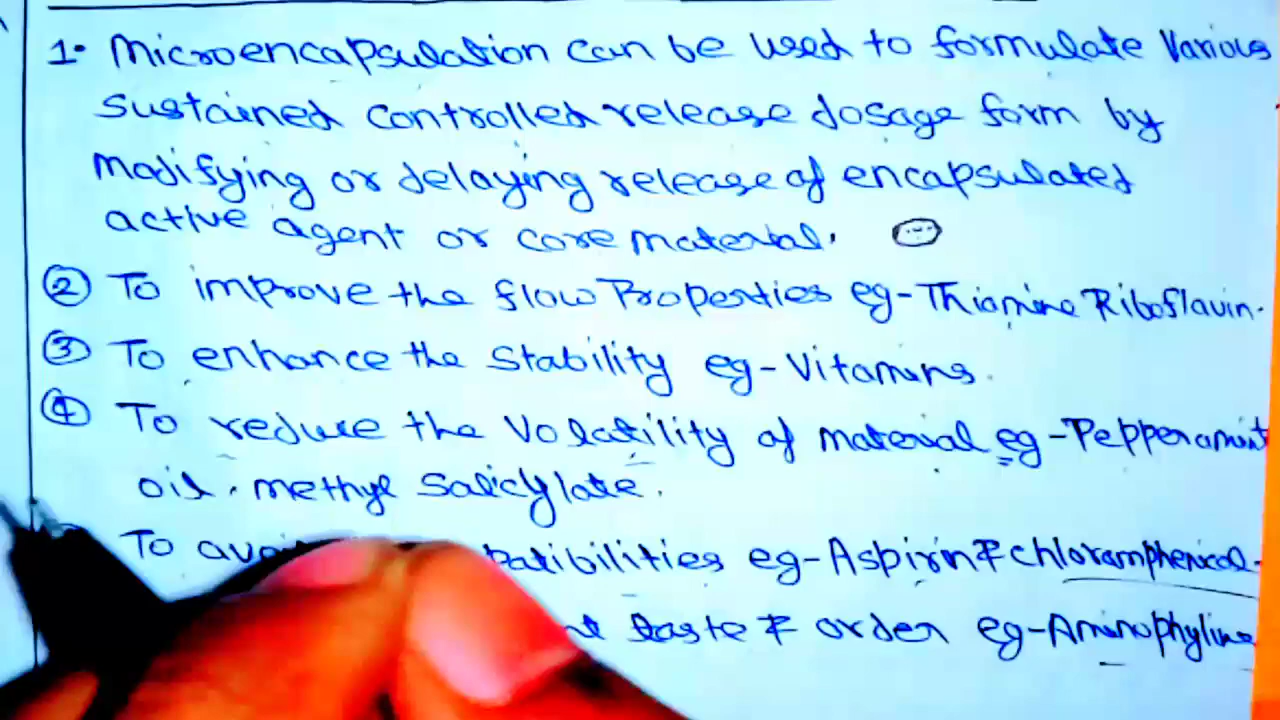 1. Microencapsulation can be used to formulate Various
sustained controlled release dosage form by
Modifying or delaying release of encapsulated
active agent or core material.
② To improve the flow Properties eg-Thiamine Riboflavin.
③ To enhance the Stability eg-Vitamins.
④ To reduce the Volatility of material eg-Pepperamint
oil. methyl Salicylate.
To patibilities eg-Aspirin & chloramphenical-
taste & order eg-Aminophyline